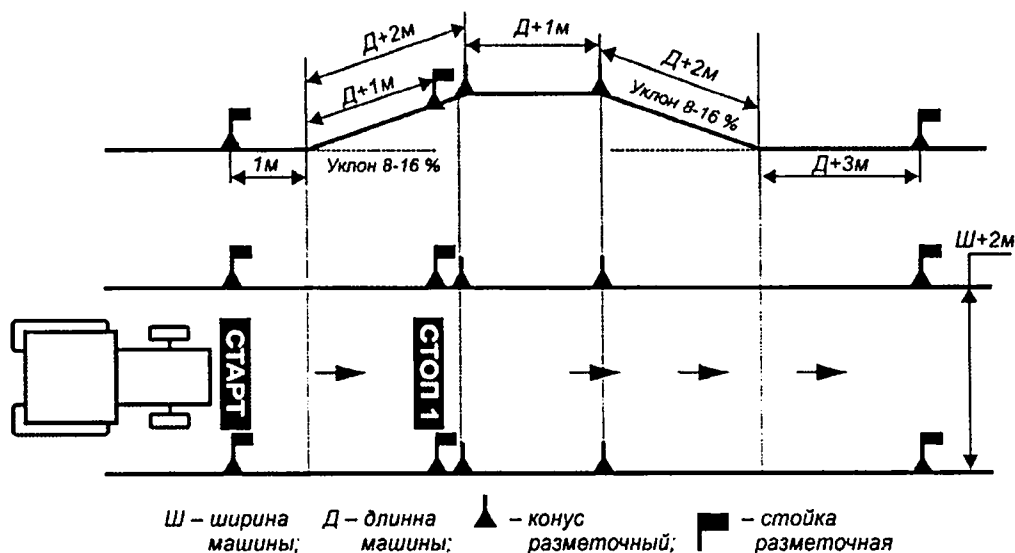 Д+2м
Д+1м
Д+2м
Д+1м
Уклон 8-16 %
1м
Уклон 8-16 %
Д+3м
Ш+2м
СТАРТ
СТОП 1
Ш – ширина машины;
Д – длинна машины;
– конус разметочный;
– стойка разметочная